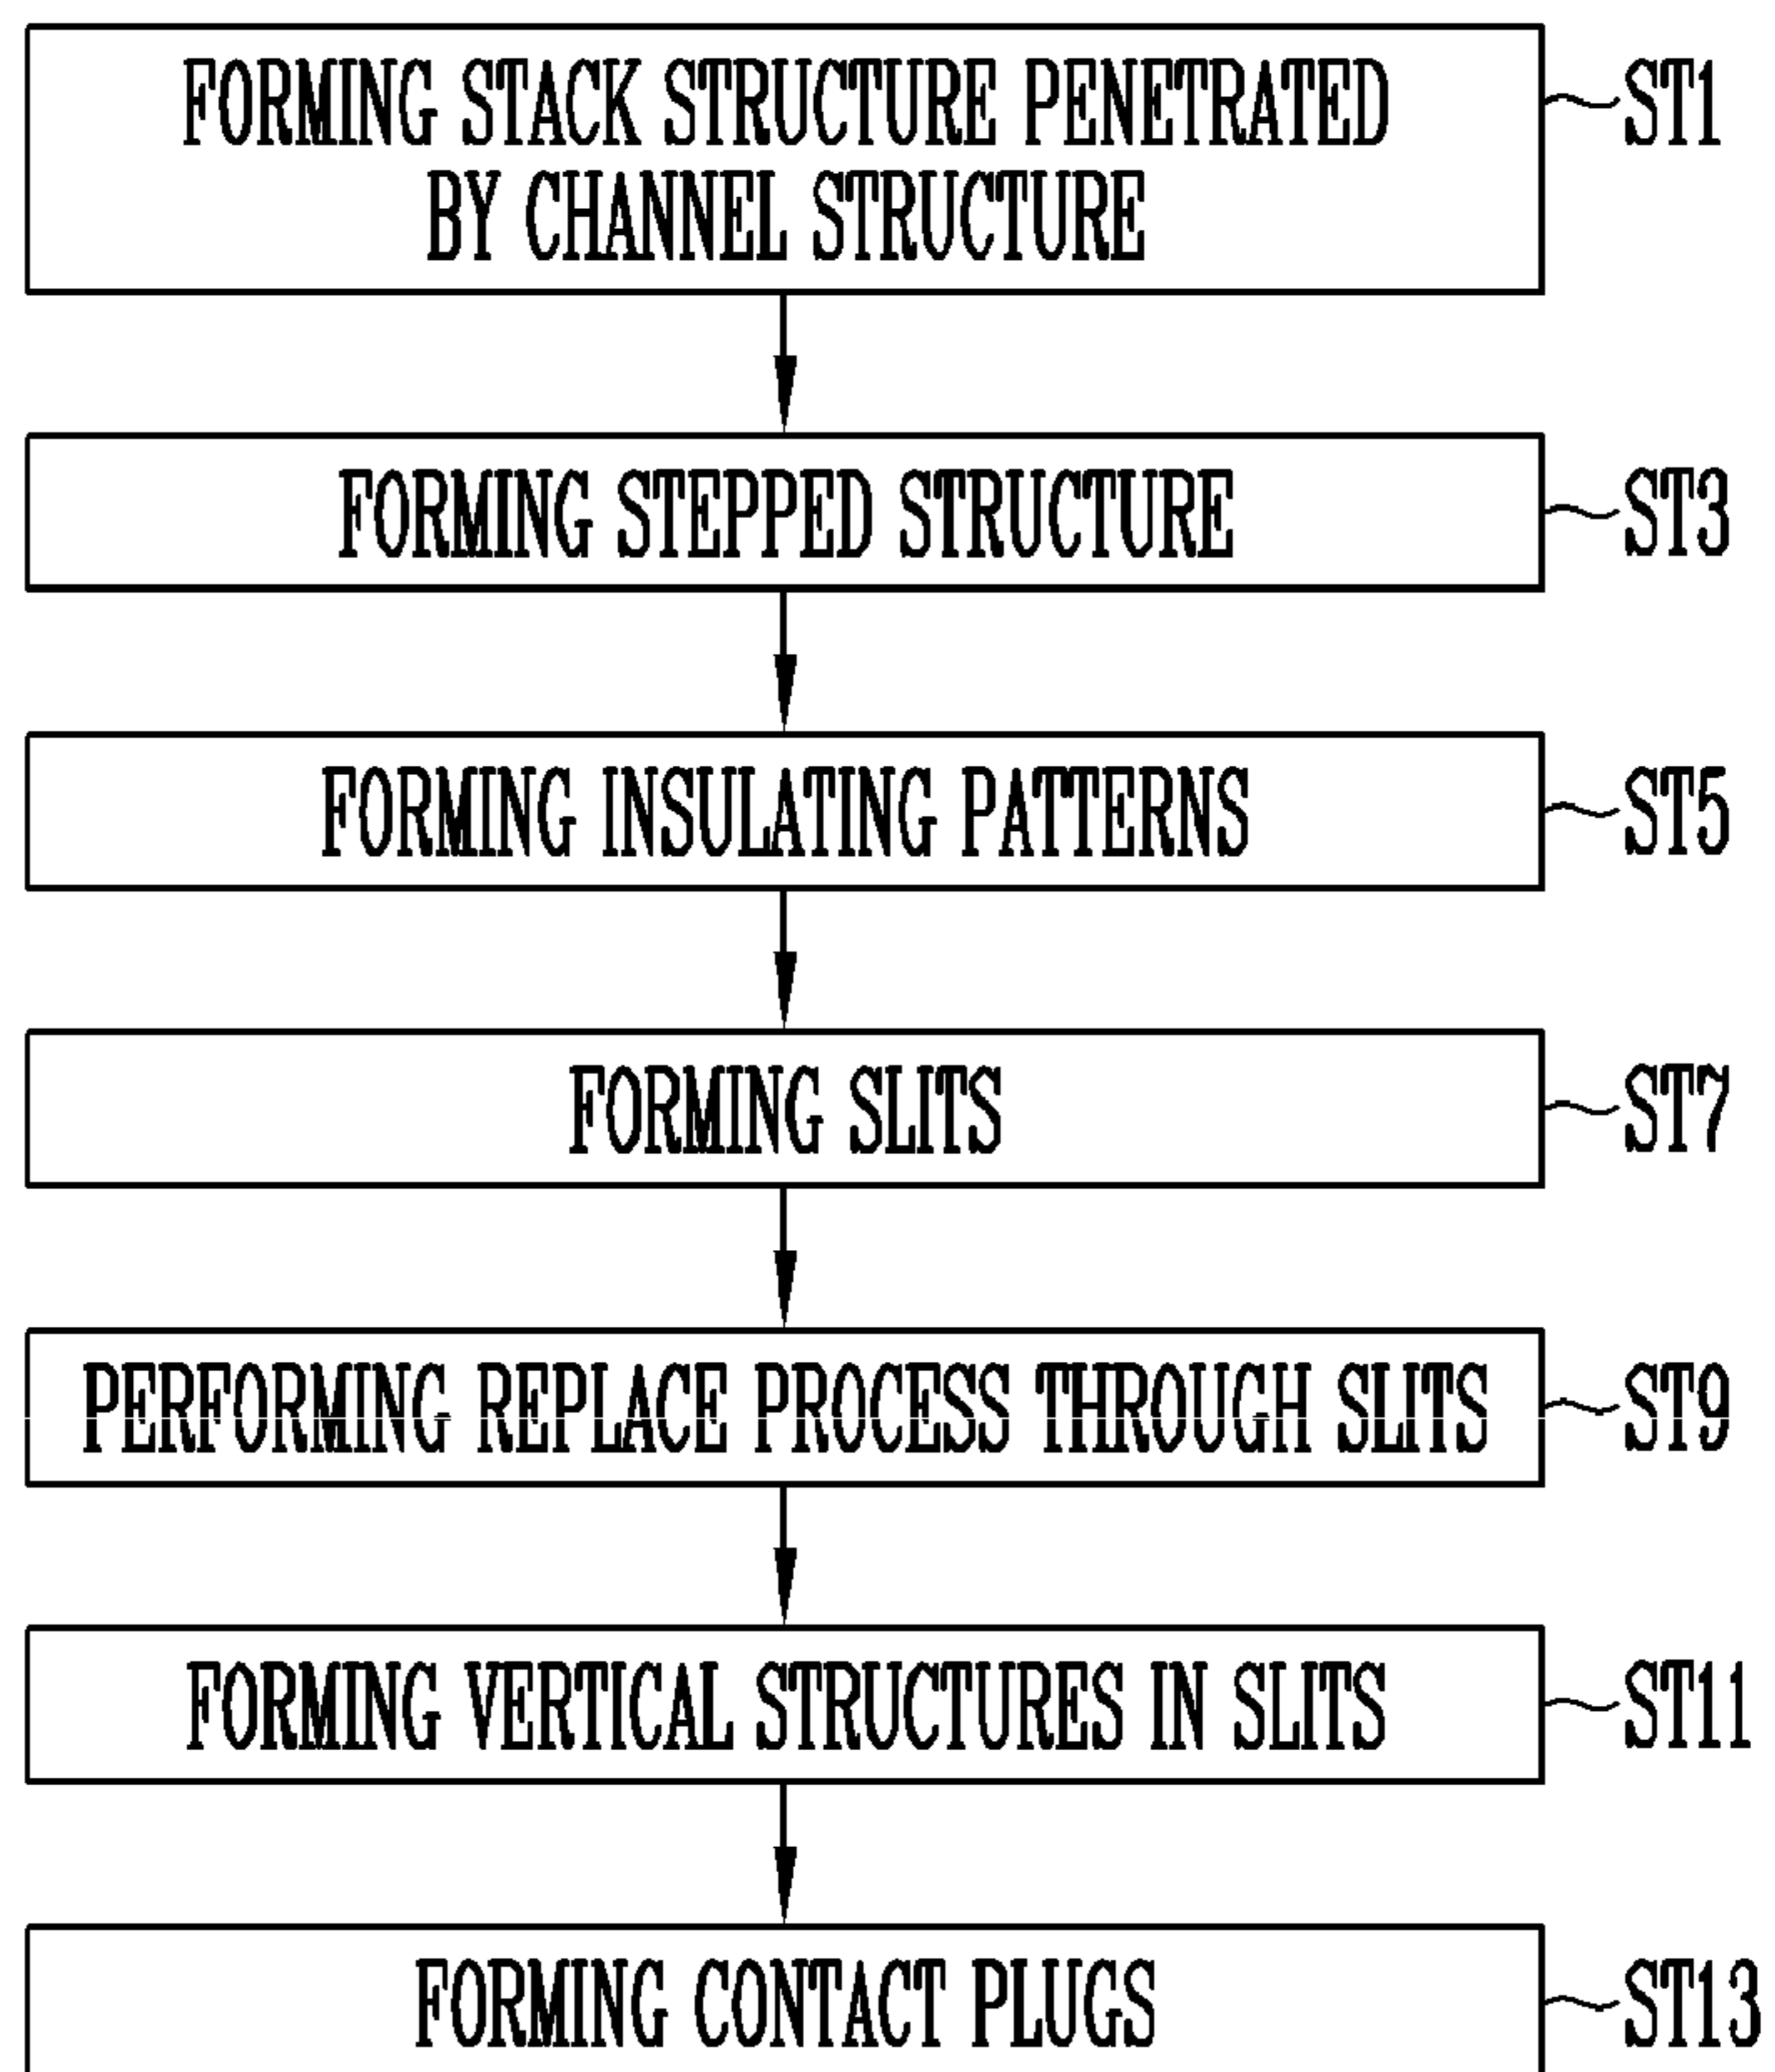 FORMING STACK STRUCTURE PENETRATED
BY CHANNEL STRUCTURE
ST1
FORMING STEPPED STRUCTURE
ST3
FORMING INSULATING PATTERNS
ST5
FORMING SLITS
ST7
PERFORMING REPLACE PROCESS THROUGH SLITS
ST9
FORMING VERTICAL STRUCTURES IN SLITS
ST11
FORMING CONTACT PLUGS
ST13